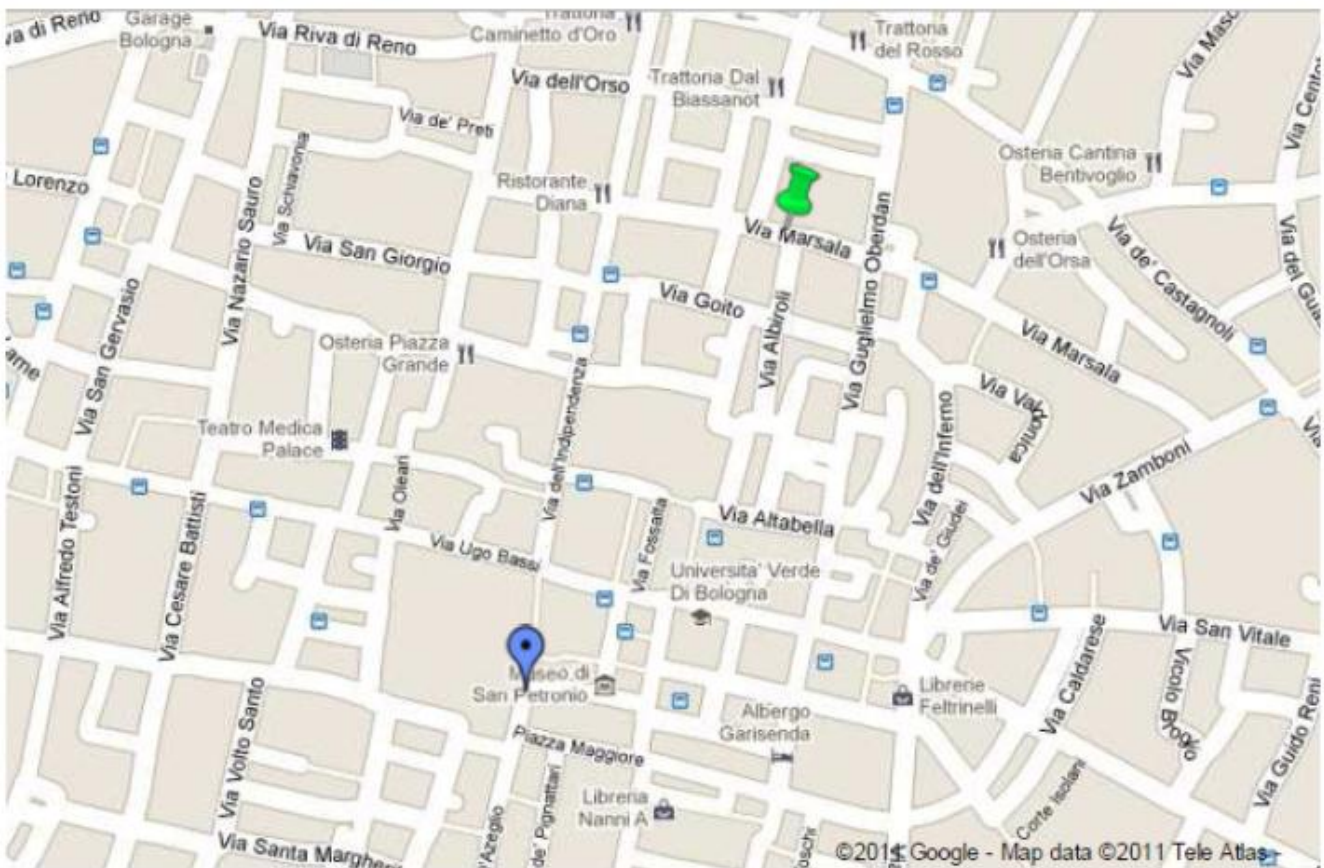 va di Reno
Garage
Bologna
Via Riva di Reno
Trattoria
Caminetto d'Oro
Trattoria
del Rosso
Via dell'Orso
Trattoria Dal
Biassanot
Via de' Preti
Via Schiavonia
Lorenzo
Via Nazario Sauro
Ristorante
Diana
Osteria Cantina
Bentivoglio
Via San Giorgio
Via Marsala
Via Guglielmo Oberdan
Osteria
dell'Orsa
Via de' Castagnoli
Via Goito
Via San Gervasio
Osteria Piazza
Grande
Via Albiroli
Via Marsala
Teatro Medica
Palace
Via dell'Indipendenza
Via dell'Inferno
Via Zamboni
Via Alfredo Testoni
Via Cesare Battisti
Via Oleari
Via Ugo Bassi
Via Fossalta
Via Altabella
Via de' Giudei
Universita' Verde
Di Bologna
Via San Vitale
Via Caldarese
Museo di
San Petronio
Librerie
Feltrinelli
Via Volto Santo
Piazza Maggiore
Albergo
Garisenda
Via Guido Reni
Libreria
Nanni A
Corte Isolani
d'Azeglio
de' Pignattari
Via Santa Margher
©2011 Google - Map data ©2011 Tele Atlas -